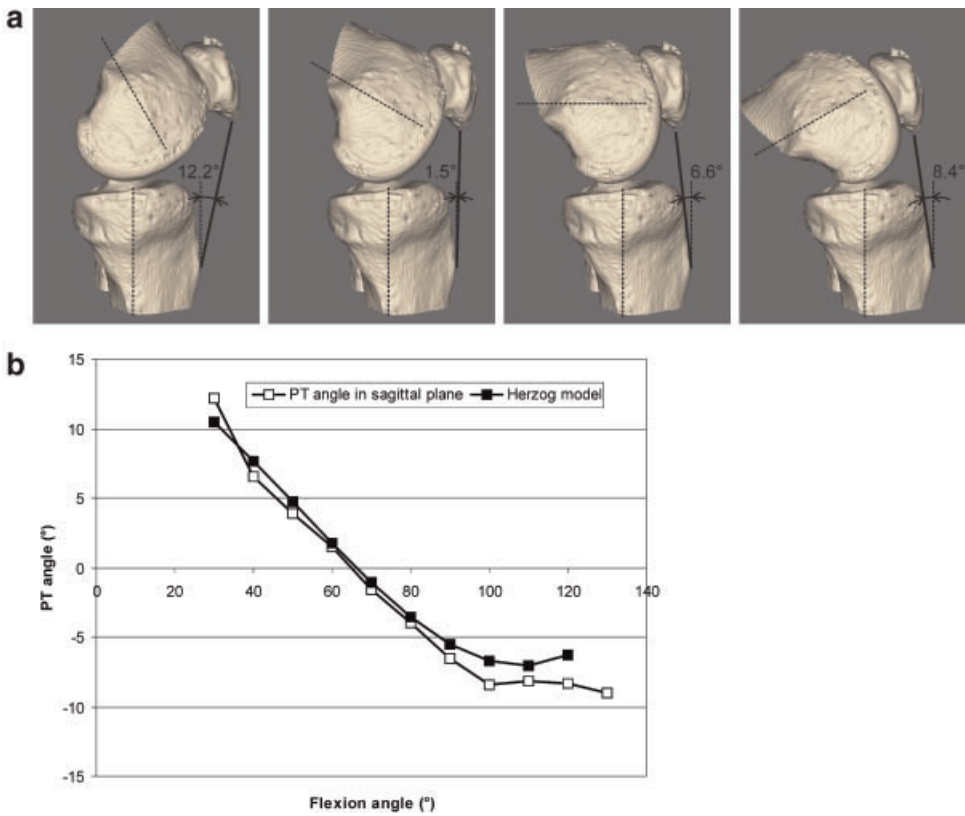 a
12.2°
1.5°
6.6°
8.4°
b
PT angle in sagittal plane
Herzog model
15
10
5
0
-5
-10
-15
0 20 40 60 80 100 120 140
PT angle (°)
Flexion angle (°)